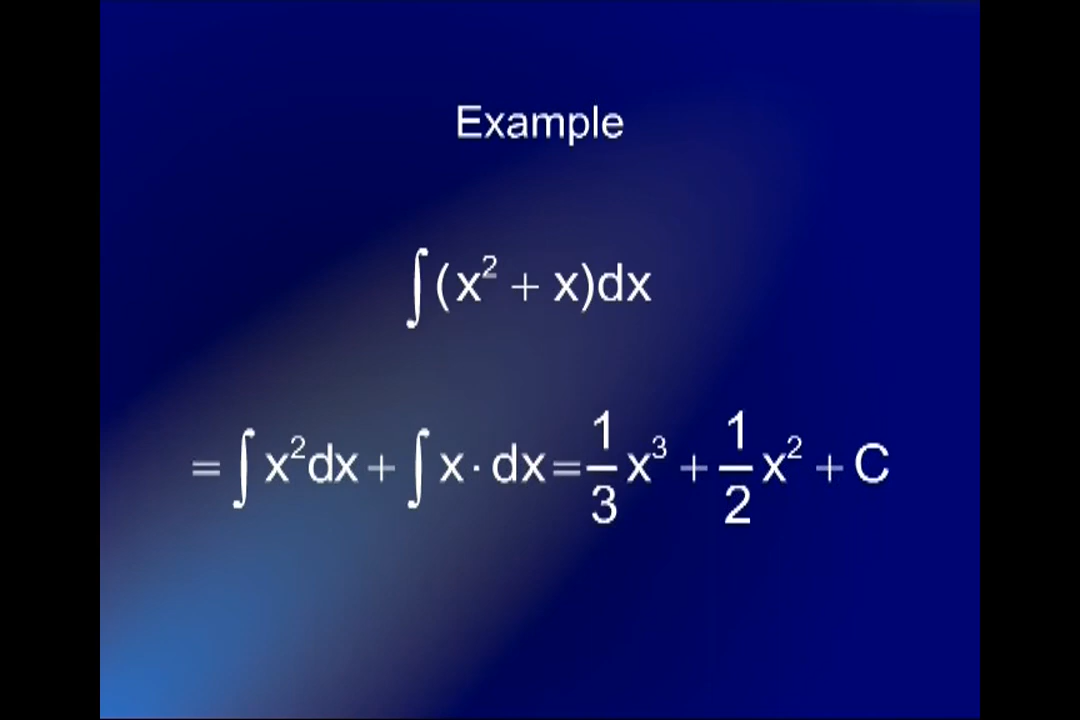 Example
∫(x² + x)dx
= ∫ x²dx + ∫ x · dx = 1/3 x³ + 1/2 x² + C